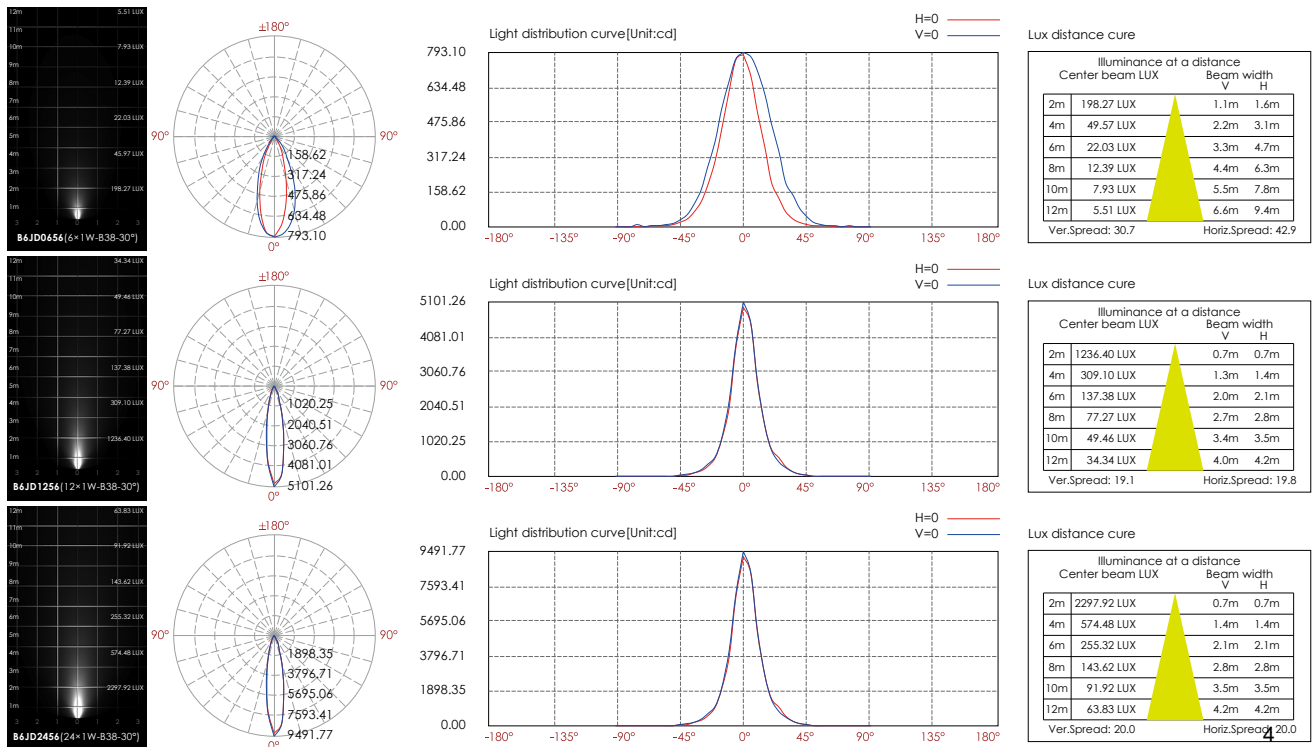 12m 5.51 LUX
11m
10m 7.93 LUX
9m
8m 12.39 LUX
7m
6m 22.03 LUX
5m
4m 45.97 LUX
3m
2m 198.27 LUX
1m
3 2 1 0 1 2 3
B6JD0656(6×1W-B38-30°)
±180°
90° 90°
158.62
317.24
475.86
634.48
793.10
0°
Light distribution curve[Unit:cd]
H=0
V=0
793.10
634.48
475.86
317.24
158.62
0.00
-180° -135° -90° -45° 0° 45° 90° 135° 180°
Lux distance cure
Illuminance at a distance
Center beam LUX Beam width
V H
2m 198.27 LUX 1.1m 1.6m
4m 49.57 LUX 2.2m 3.1m
6m 22.03 LUX 3.3m 4.7m
8m 12.39 LUX 4.4m 6.3m
10m 7.93 LUX 5.5m 7.8m
12m 5.51 LUX 6.6m 9.4m
Ver.Spread: 30.7 Horiz.Spread: 42.9
12m 34.34 LUX
11m
10m 49.46 LUX
9m
8m 77.27 LUX
7m
6m 137.38 LUX
5m
4m 309.10 LUX
3m
2m 1236.40 LUX
1m
3 2 1 0 1 2 3
B6JD1256(12×1W-B38-30°)
±180°
90° 90°
1020.25
2040.51
3060.76
4081.01
5101.26
0°
Light distribution curve[Unit:cd]
H=0
V=0
5101.26
4081.01
3060.76
2040.51
1020.25
0.00
-180° -135° -90° -45° 0° 45° 90° 135° 180°
Lux distance cure
Illuminance at a distance
Center beam LUX Beam width
V H
2m 1236.40 LUX 0.7m 0.7m
4m 309.10 LUX 1.3m 1.4m
6m 137.38 LUX 2.0m 2.1m
8m 77.27 LUX 2.7m 2.8m
10m 49.46 LUX 3.4m 3.5m
12m 34.34 LUX 4.0m 4.2m
Ver.Spread: 19.1 Horiz.Spread: 19.8
12m 63.83 LUX
11m
10m 91.92 LUX
9m
8m 143.62 LUX
7m
6m 255.32 LUX
5m
4m 574.48 LUX
3m
2m 2297.92 LUX
1m
3 2 1 0 1 2 3
B6JD2456(24×1W-B38-30°)
±180°
90° 90°
1898.35
3796.71
5695.06
7593.41
9491.77
0°
Light distribution curve[Unit:cd]
H=0
V=0
9491.77
7593.41
5695.06
3796.71
1898.35
0.00
-180° -135° -90° -45° 0° 45° 90° 135° 180°
Lux distance cure
Illuminance at a distance
Center beam LUX Beam width
V H
2m 2297.92 LUX 0.7m 0.7m
4m 574.48 LUX 1.4m 1.4m
6m 255.32 LUX 2.1m 2.1m
8m 143.62 LUX 2.8m 2.8m
10m 91.92 LUX 3.5m 3.5m
12m 63.83 LUX 4.2m 4.2m
Ver.Spread: 20.0 Horiz.Spread: 20.0
4